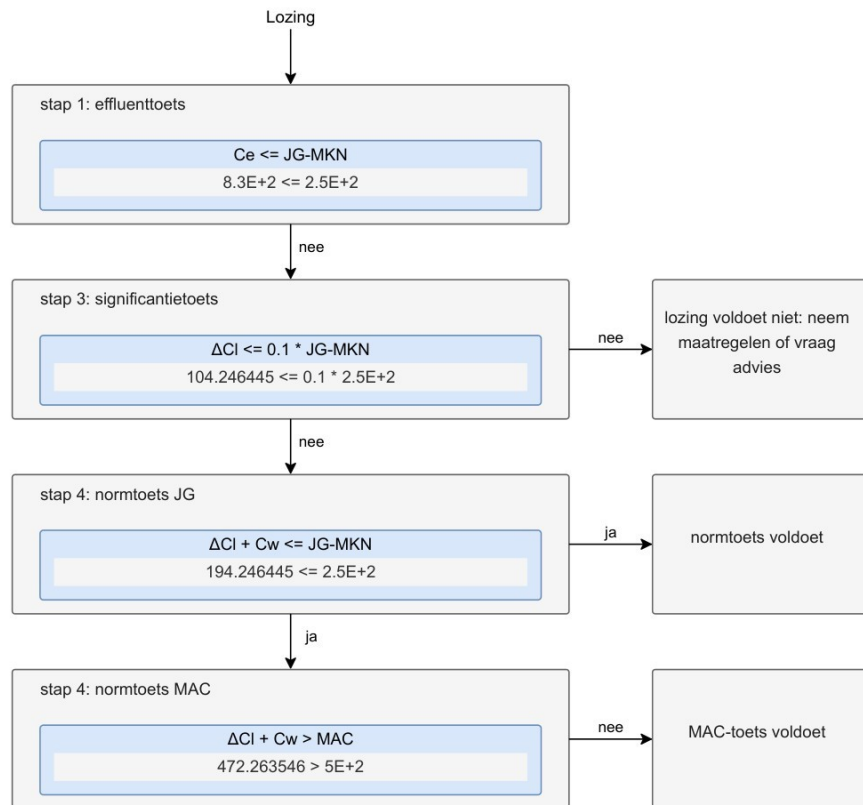 Lozing
stap 1: effluenttoets
Ce <= JG-MKN
8.3E+2 <= 2.5E+2
nee
stap 3: significantietoets
ΔCl <= 0.1 * JG-MKN
104.246445 <= 0.1 * 2.5E+2
nee
lozing voldoet niet: neem
maatregelen of vraag
advies
nee
stap 4: normtoets JG
ΔCl + Cw <= JG-MKN
194.246445 <= 2.5E+2
ja
normtoets voldoet
ja
stap 4: normtoets MAC
ΔCl + Cw > MAC
472.263546 > 5E+2
nee
MAC-toets voldoet